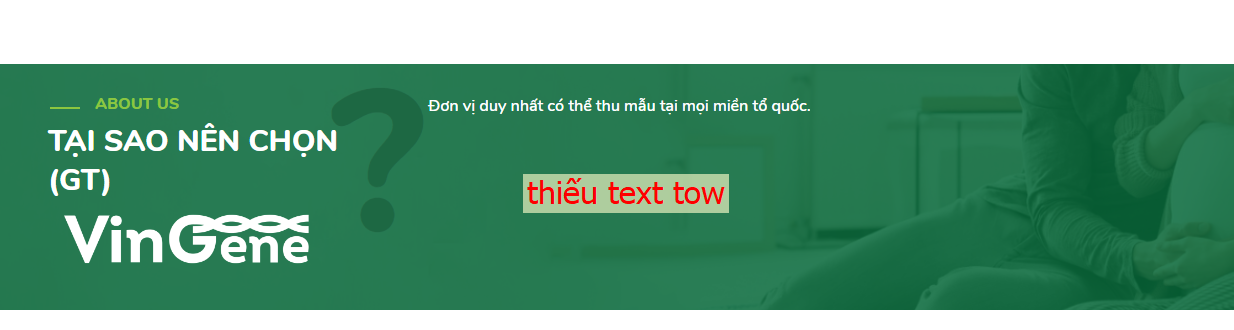 ABOUT US
TẠI SAO NÊN CHỌN
(GT)
VinGene
?
Đơn vị duy nhất có thể thu mẫu tại mọi miền tổ quốc.
thiếu text tow